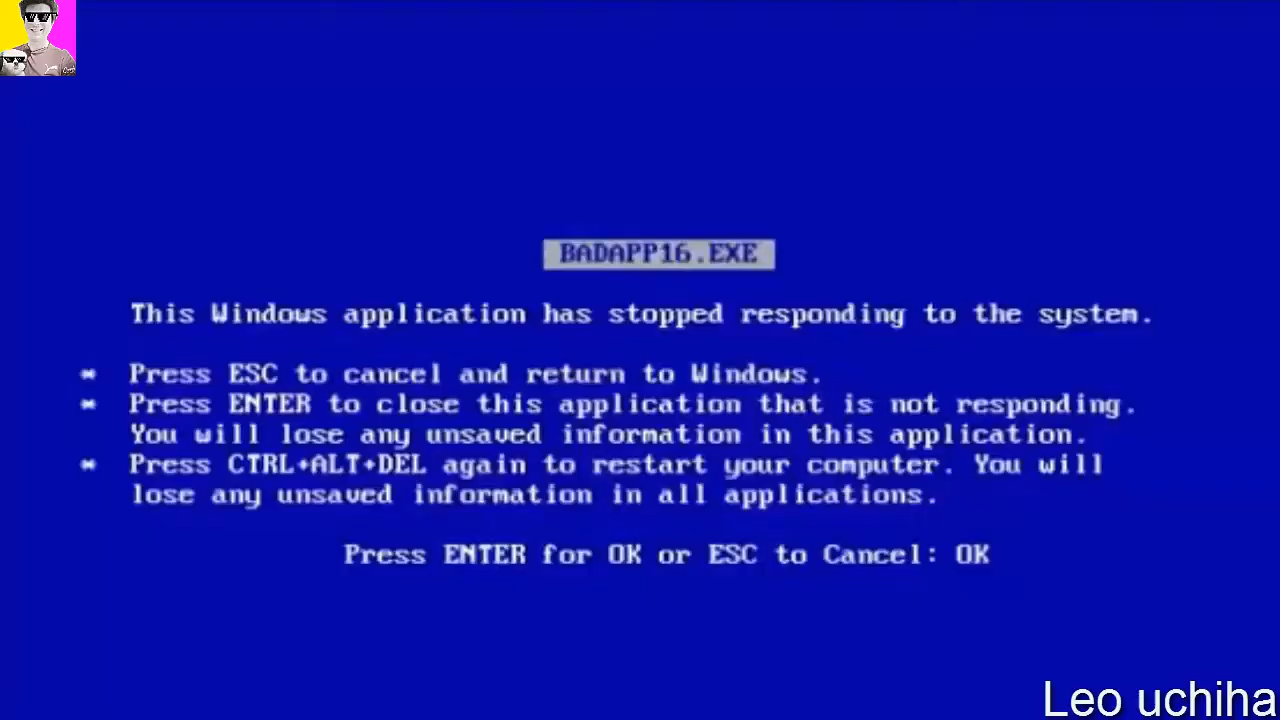 BADAPP16.EXE
This Windows application has stopped responding to the system.
* Press ESC to cancel and return to Windows.
* Press ENTER to close this application that is not responding.
You will lose any unsaved information in this application.
* Press CTRL+ALT+DEL again to restart your computer. You will
lose any unsaved information in all applications.
Press ENTER for OK or ESC to Cancel: OK
Leo uchiha